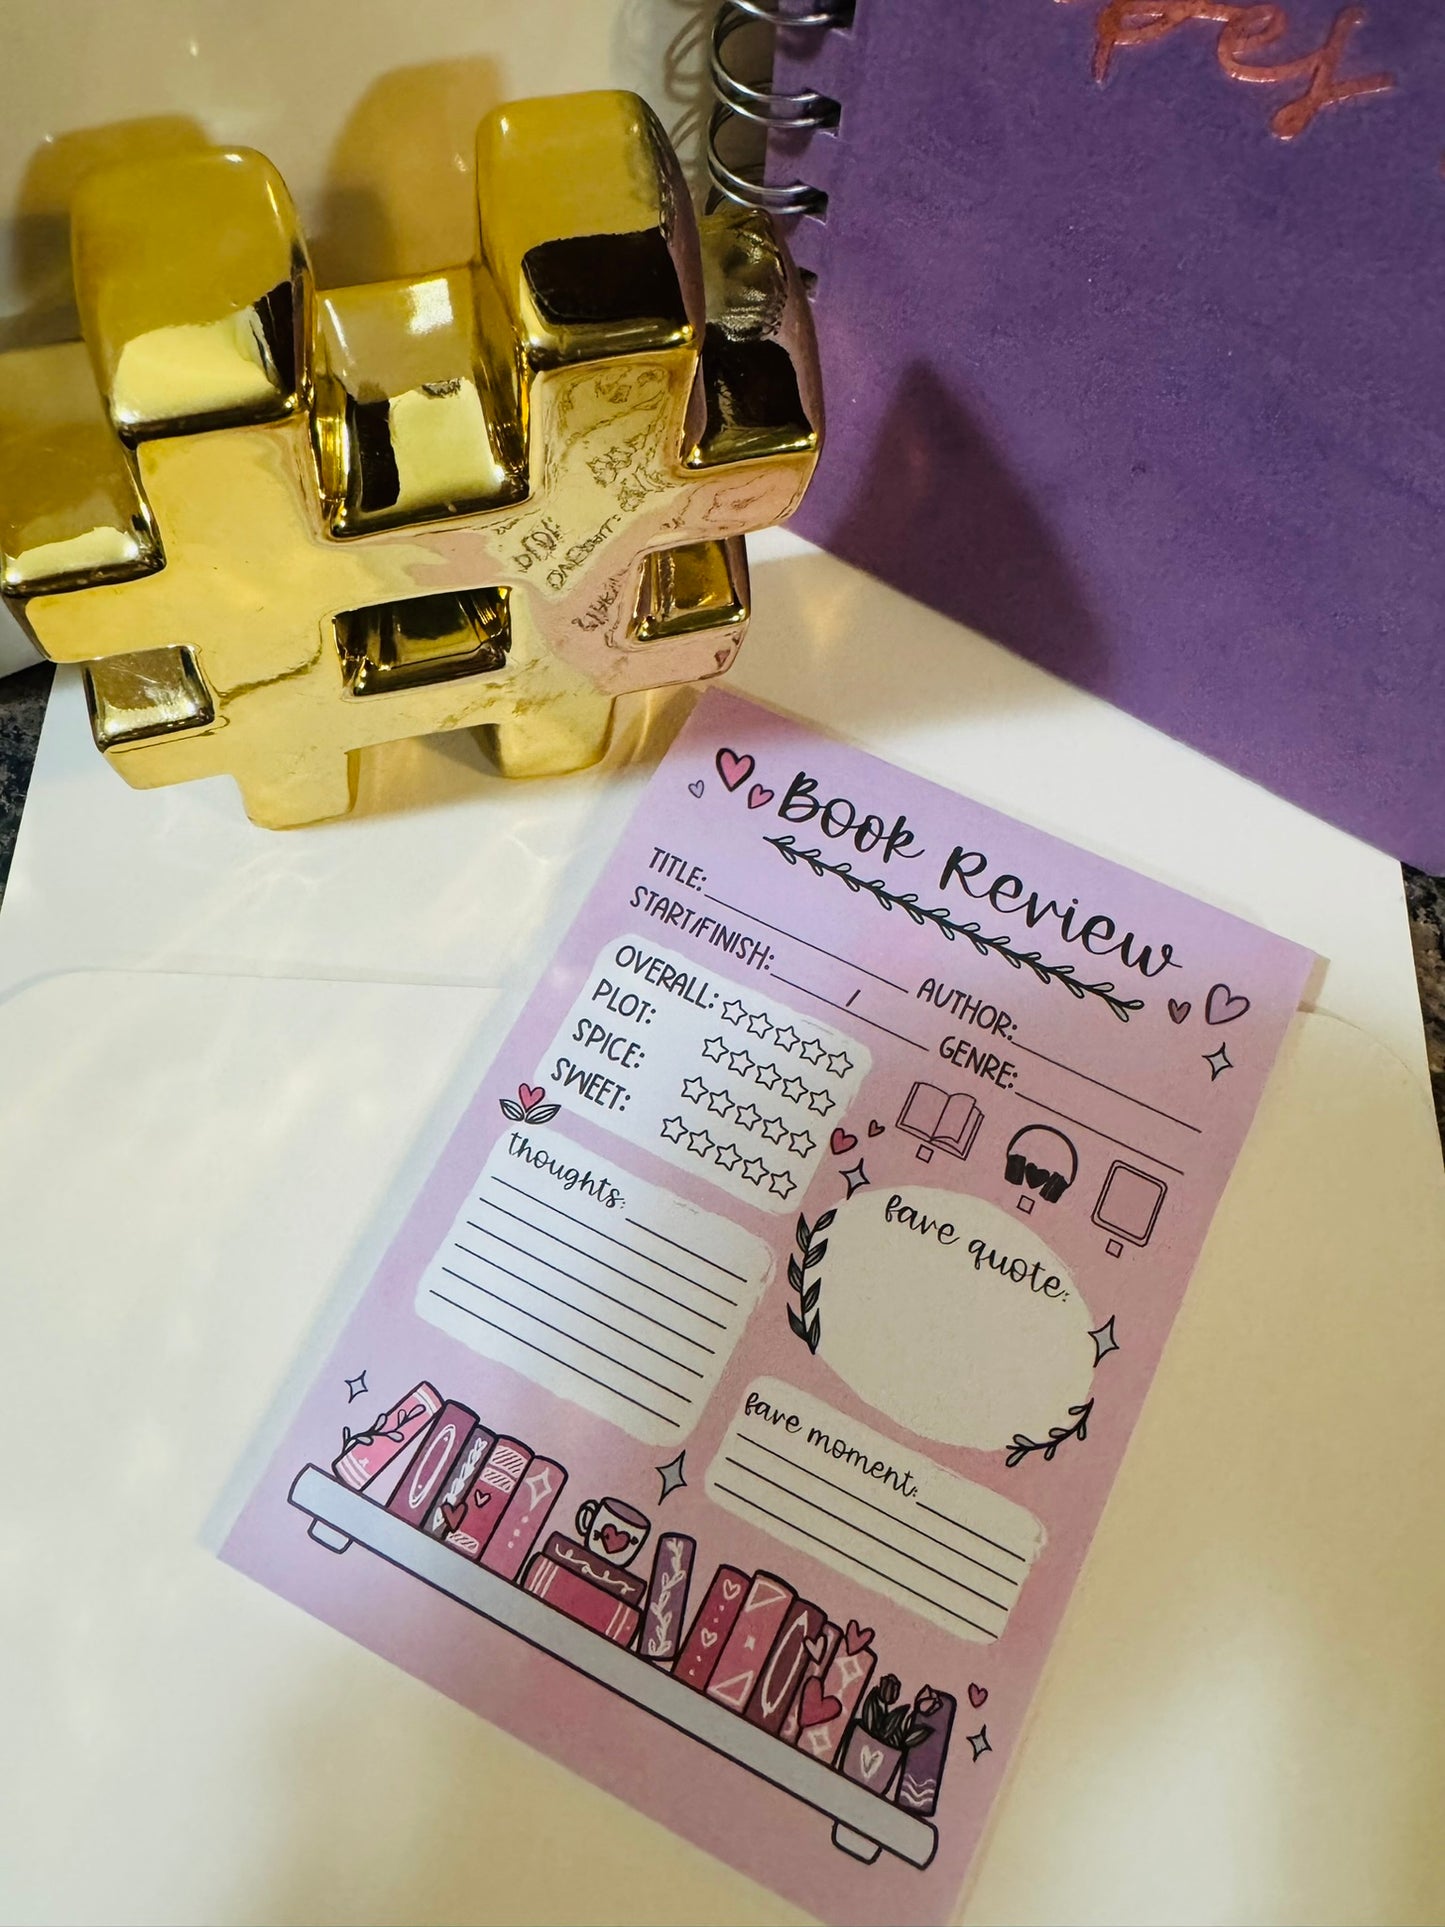 Book Review
TITLE: AUTHOR:
START/FINISH: / GENRE:
OVERALL:
PLOT:
SPICE:
SWEET:
thoughts:
fave quote:
fave moment: